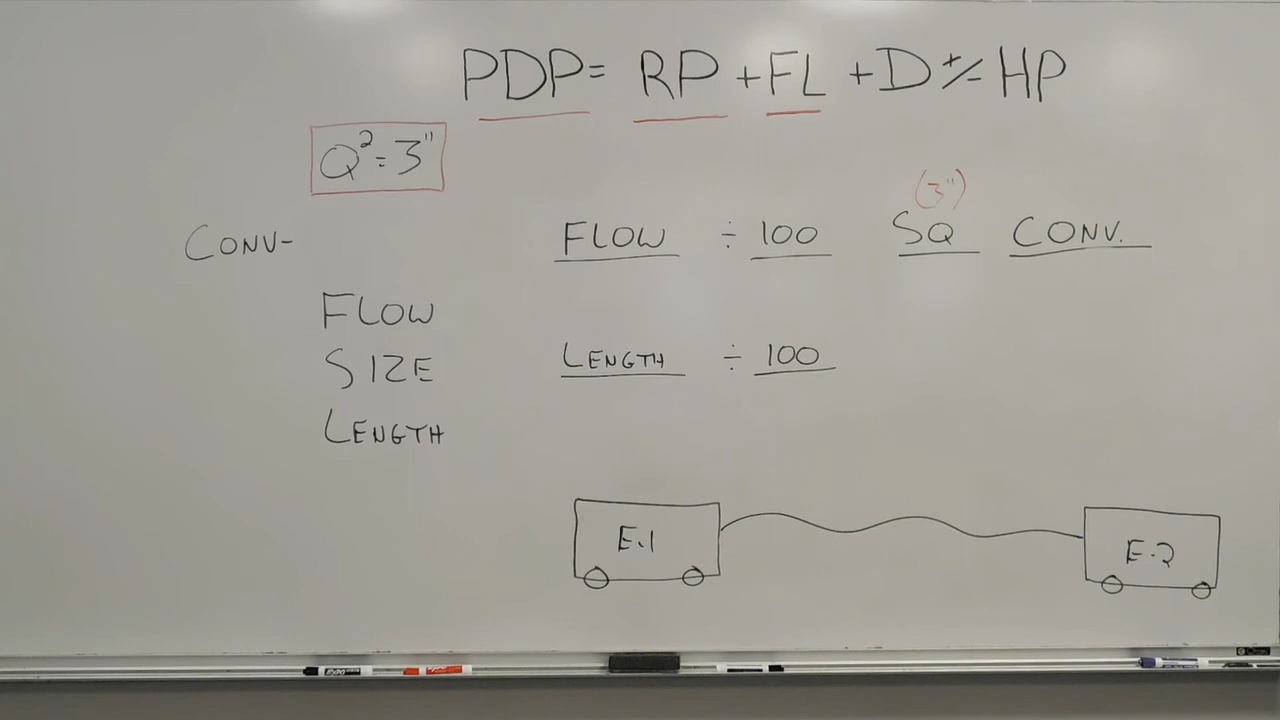 PDP= RP +FL +D +/- HP
Q²=3"
(3")
CONV-
FLOW ÷ 100 SQ CONV.
FLOW
SIZE
LENGTH ÷ 100
LENGTH
E.1
E.2
EXPO